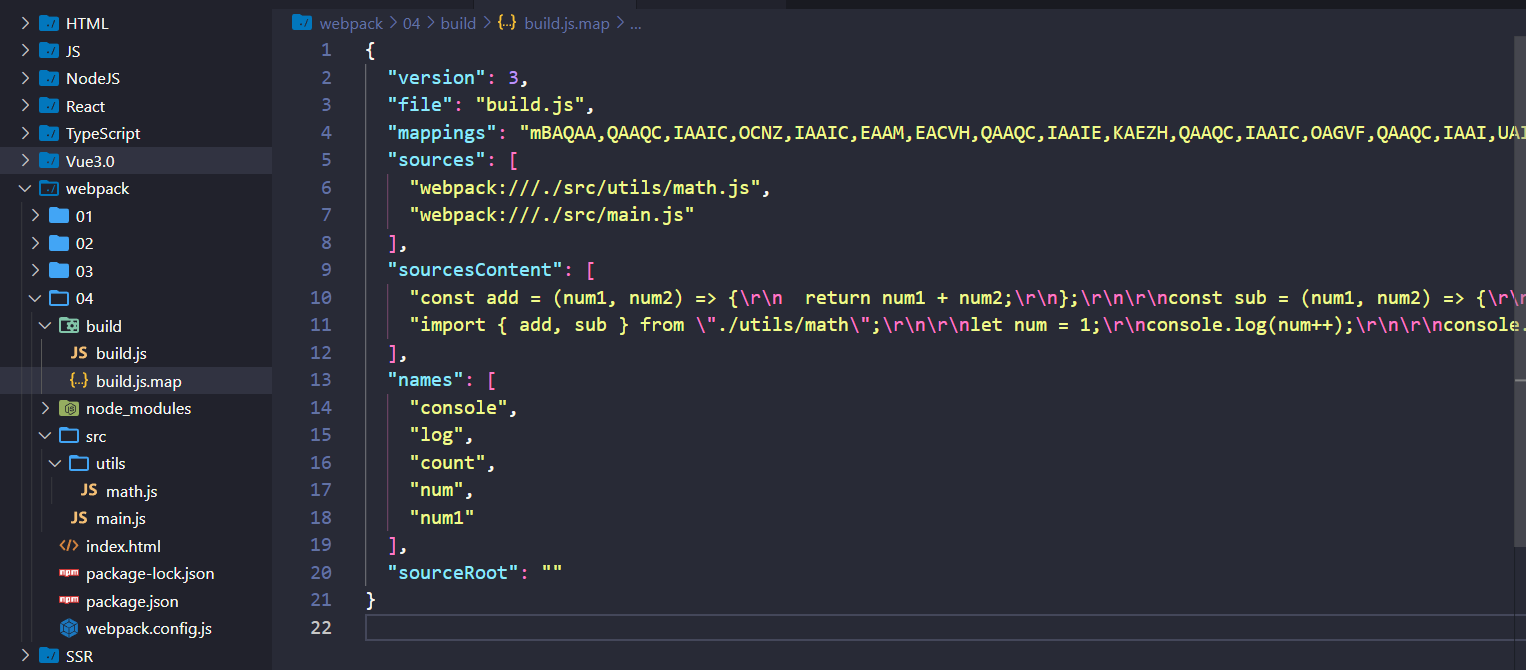 HTML
JS
NodeJS
React
TypeScript
Vue3.0
webpack
01
02
03
04
build
JS build.js
{..} build.js.map
node_modules
src
utils
JS math.js
JS main.js
</> index.html
npm package-lock.json
npm package.json
webpack.config.js
SSR
webpack > 04 > build > {..} build.js.map > ...
1 {
2 "version": 3,
3 "file": "build.js",
4 "mappings": "mBAQAA,QAAQC,IAAIC,OCNZ,IAAIC,EAAM,EACVH,QAAQC,IAAIE,KAEZH,QAAQC,IAAIC,OAGVF,QAAQC,IAAI,UAI
5 "sources": [
6 "webpack:///./src/utils/math.js",
7 "webpack:///./src/main.js"
8 ],
9 "sourcesContent": [
10 "const add = (num1, num2) => {\r\n  return num1 + num2;\r\n};\r\n\r\nconst sub = (num1, num2) => {\r\
11 "import { add, sub } from \"./utils/math\";\r\n\r\nlet num = 1;\r\nconsole.log(num++);\r\n\r\nconsole.
12 ],
13 "names": [
14 "console",
15 "log",
16 "count",
17 "num",
18 "num1"
19 ],
20 "sourceRoot": ""
21 }
22